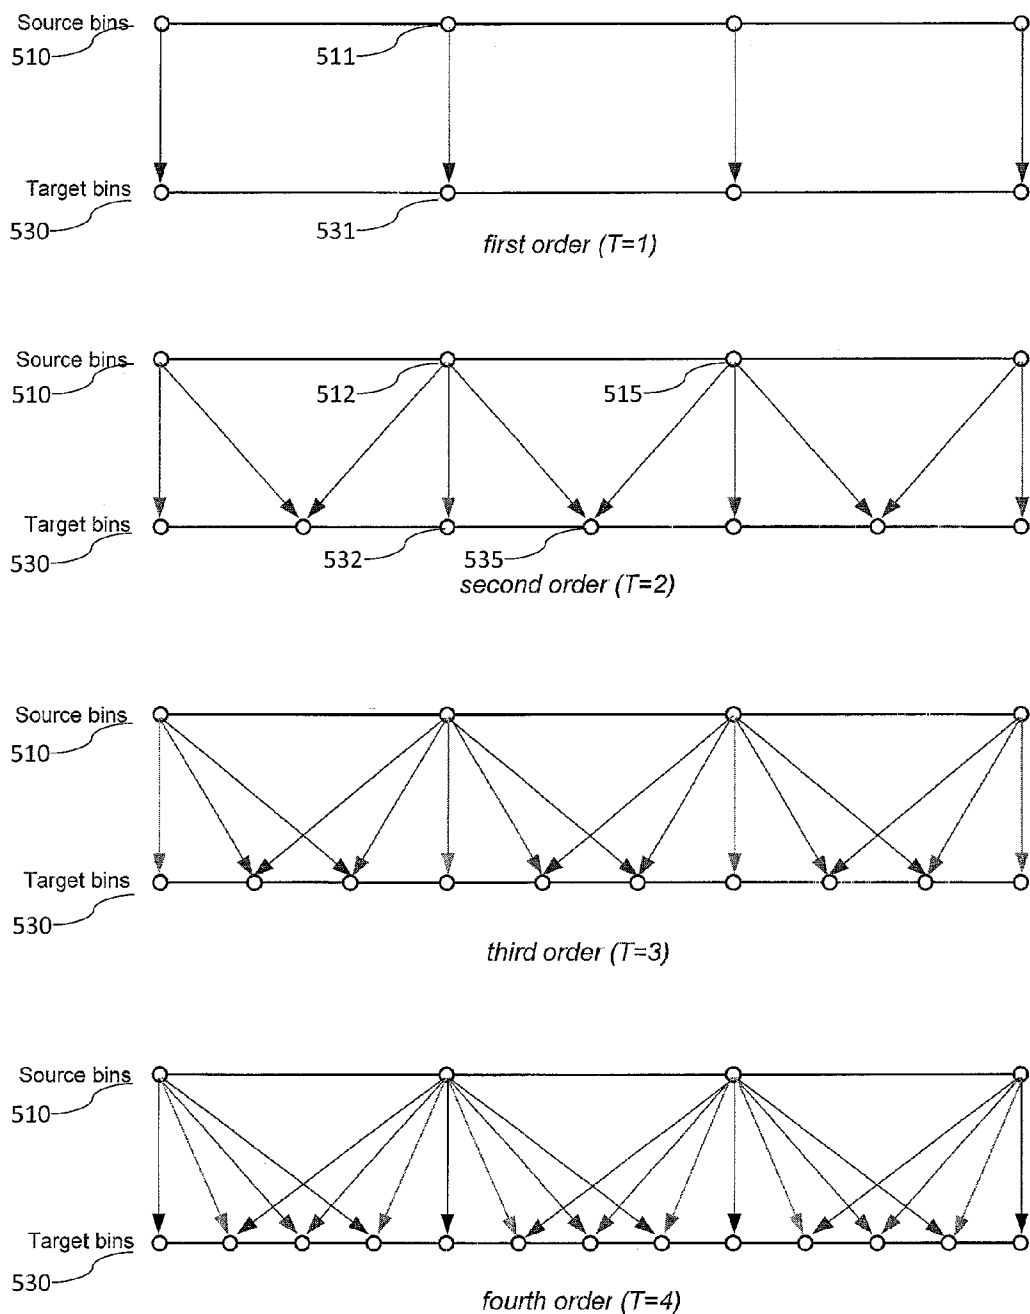 Source bins
510
511
Target bins
530
531
first order (T=1)
Source bins
510
512
515
Target bins
530
532
535
second order (T=2)
Source bins
510
Target bins
530
third order (T=3)
Source bins
510
Target bins
530
fourth order (T=4)